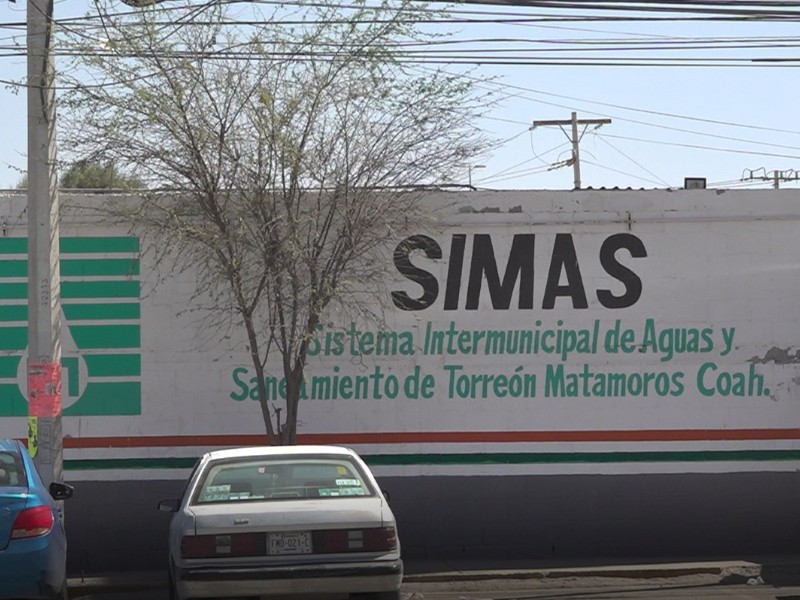 SIMAS
Sistema Intermunicipal de Aguas y
Saneamiento de Torreón Matamoros Coah.